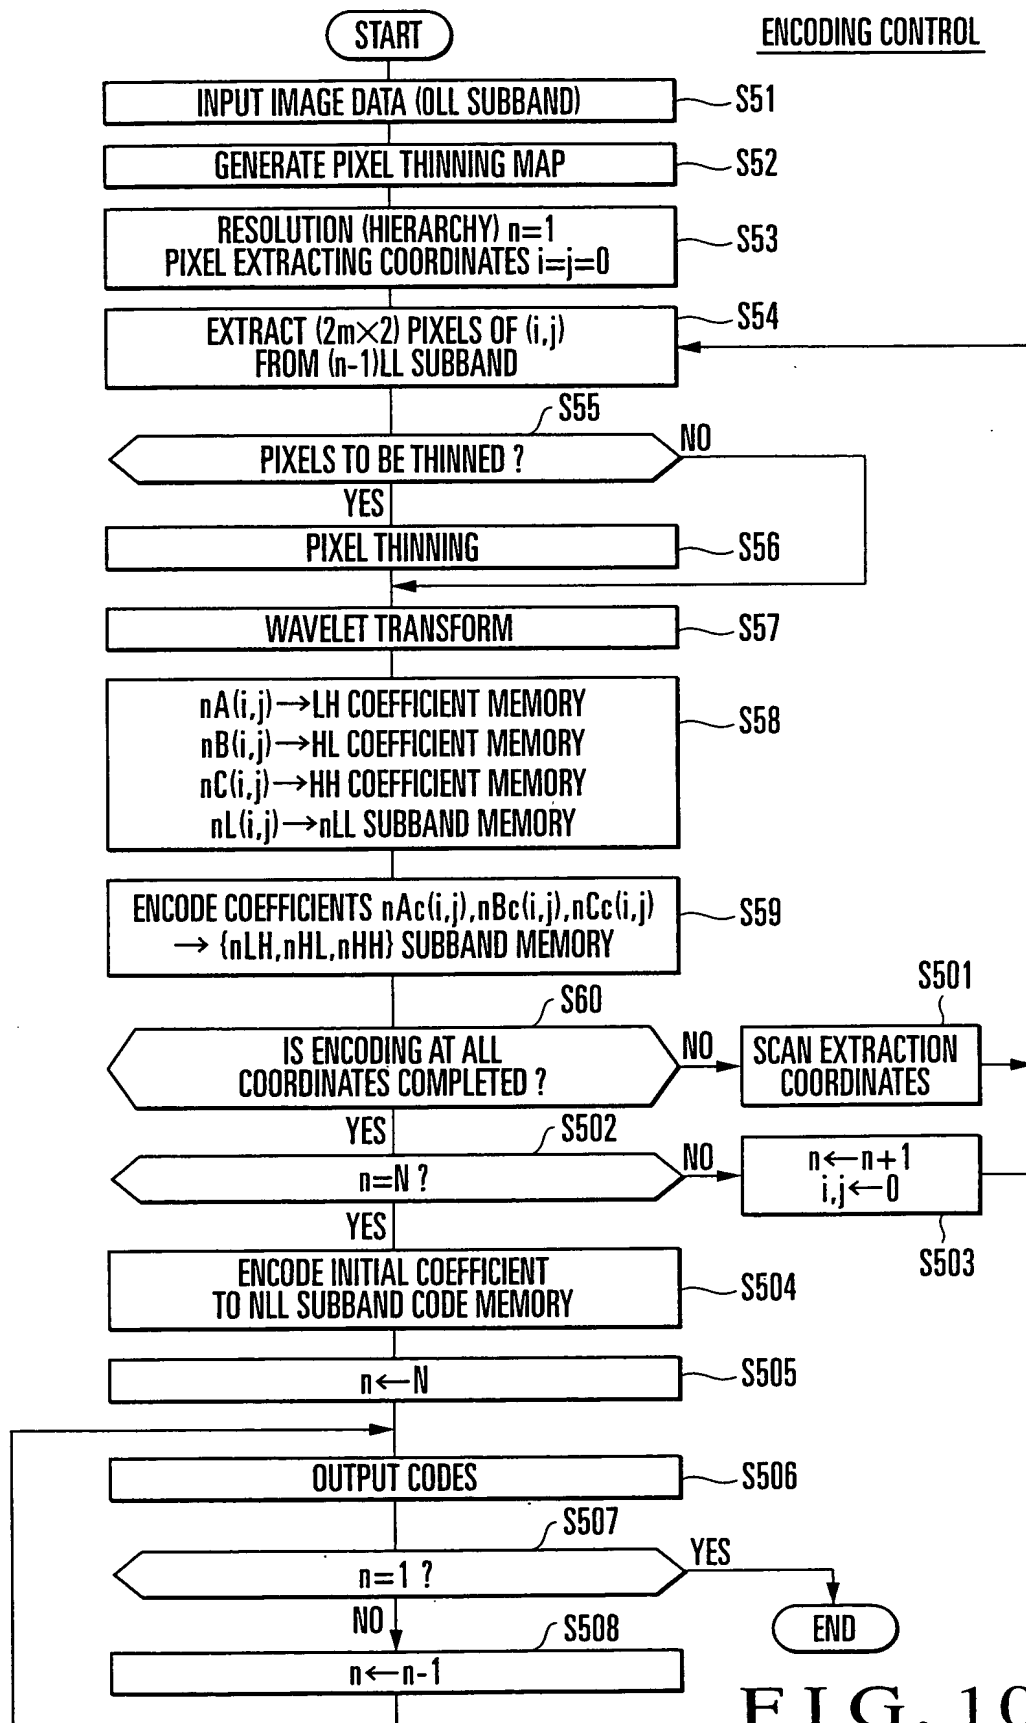 START
ENCODING CONTROL
INPUT IMAGE DATA (0LL SUBBAND)
S51
GENERATE PIXEL THINNING MAP
S52
RESOLUTION (HIERARCHY) n=1
PIXEL EXTRACTING COORDINATES i=j=0
S53
EXTRACT (2m×2) PIXELS OF (i,j)
FROM (n-1)LL SUBBAND
S54
S55
PIXELS TO BE THINNED ?
NO
YES
PIXEL THINNING
S56
WAVELET TRANSFORM
S57
nA(i,j)→LH COEFFICIENT MEMORY
nB(i,j)→HL COEFFICIENT MEMORY
nC(i,j)→HH COEFFICIENT MEMORY
nL(i,j)→nLL SUBBAND MEMORY
S58
ENCODE COEFFICIENTS nAc(i,j),nBc(i,j),nCc(i,j)
→ {nLH,nHL,nHH} SUBBAND MEMORY
S59
S60
IS ENCODING AT ALL
COORDINATES COMPLETED ?
NO
S501
SCAN EXTRACTION
COORDINATES
YES
S502
n=N ?
NO
n←n+1
i,j←0
S503
YES
ENCODE INITIAL COEFFICIENT
TO NLL SUBBAND CODE MEMORY
S504
n←N
S505
OUTPUT CODES
S506
S507
n=1 ?
YES
END
NO
S508
n←n-1
FIG. 10